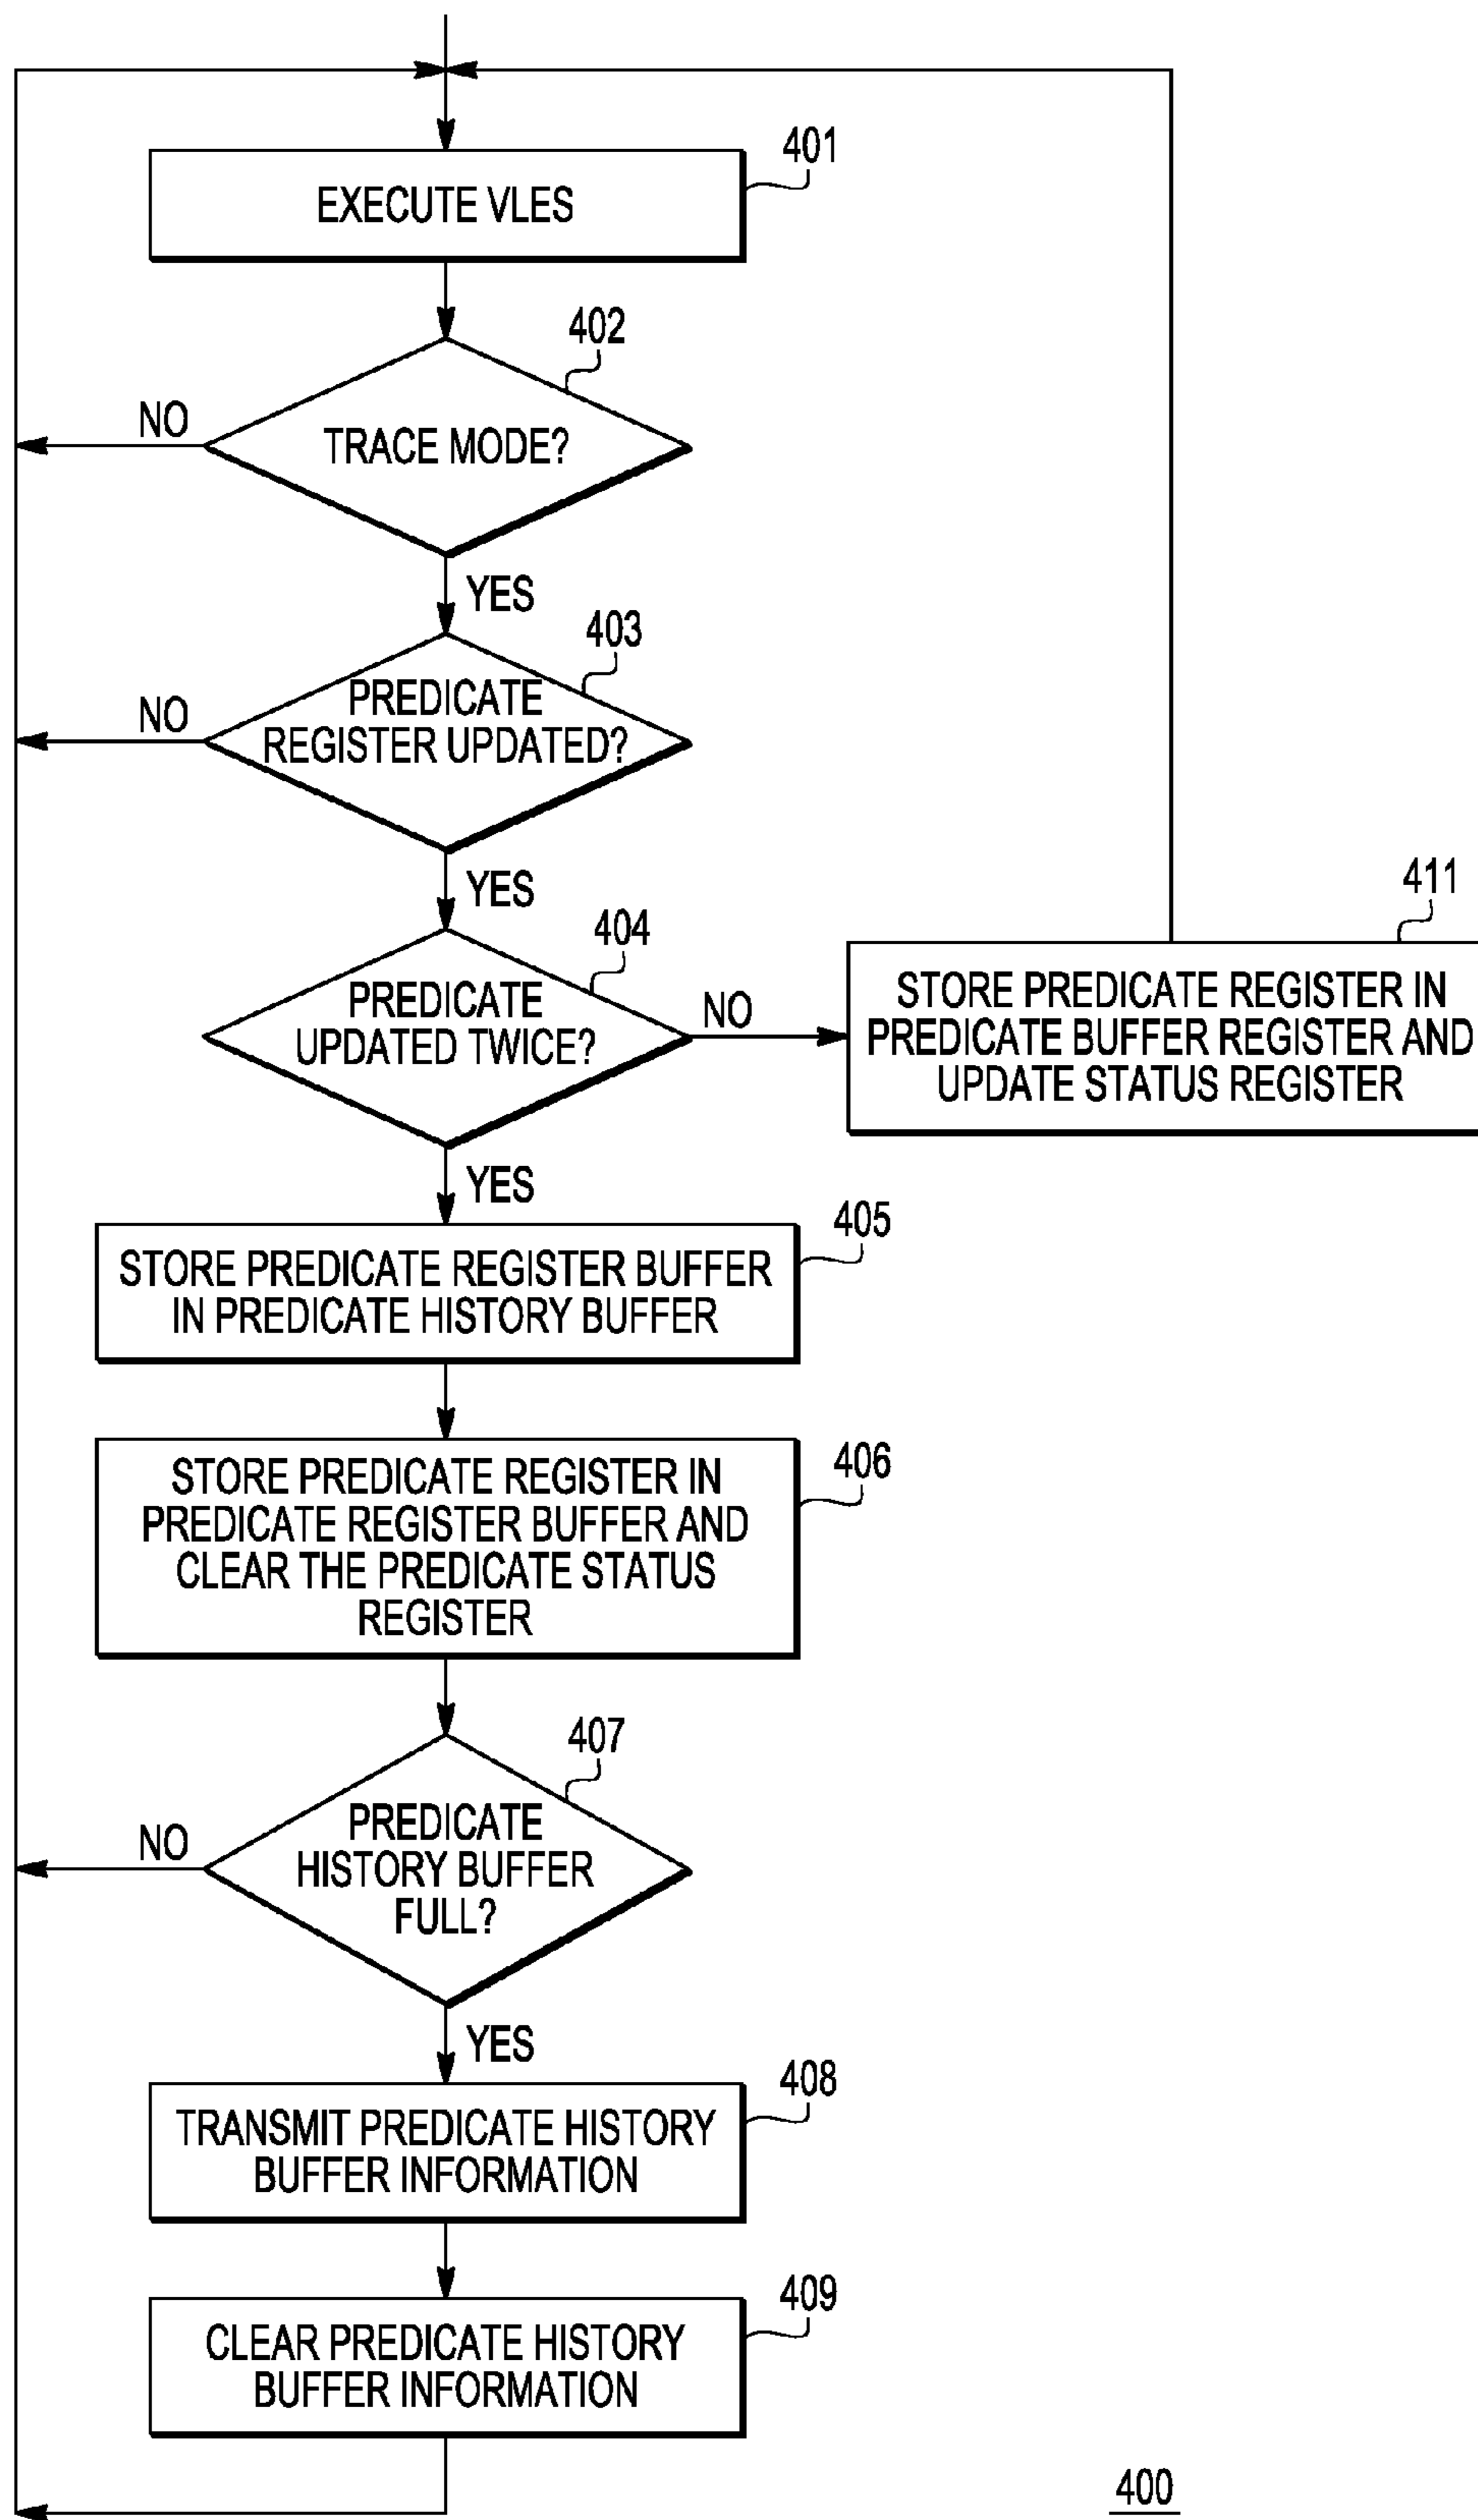 401
EXECUTE VLES
402
NO
TRACE MODE?
YES
403
NO
PREDICATE
REGISTER UPDATED?
YES
404
PREDICATE
UPDATED TWICE?
NO
411
STORE PREDICATE REGISTER IN
PREDICATE BUFFER REGISTER AND
UPDATE STATUS REGISTER
YES
405
STORE PREDICATE REGISTER BUFFER
IN PREDICATE HISTORY BUFFER
406
STORE PREDICATE REGISTER IN
PREDICATE REGISTER BUFFER AND
CLEAR THE PREDICATE STATUS
REGISTER
407
NO
PREDICATE
HISTORY BUFFER
FULL?
YES
408
TRANSMIT PREDICATE HISTORY
BUFFER INFORMATION
409
CLEAR PREDICATE HISTORY
BUFFER INFORMATION
400